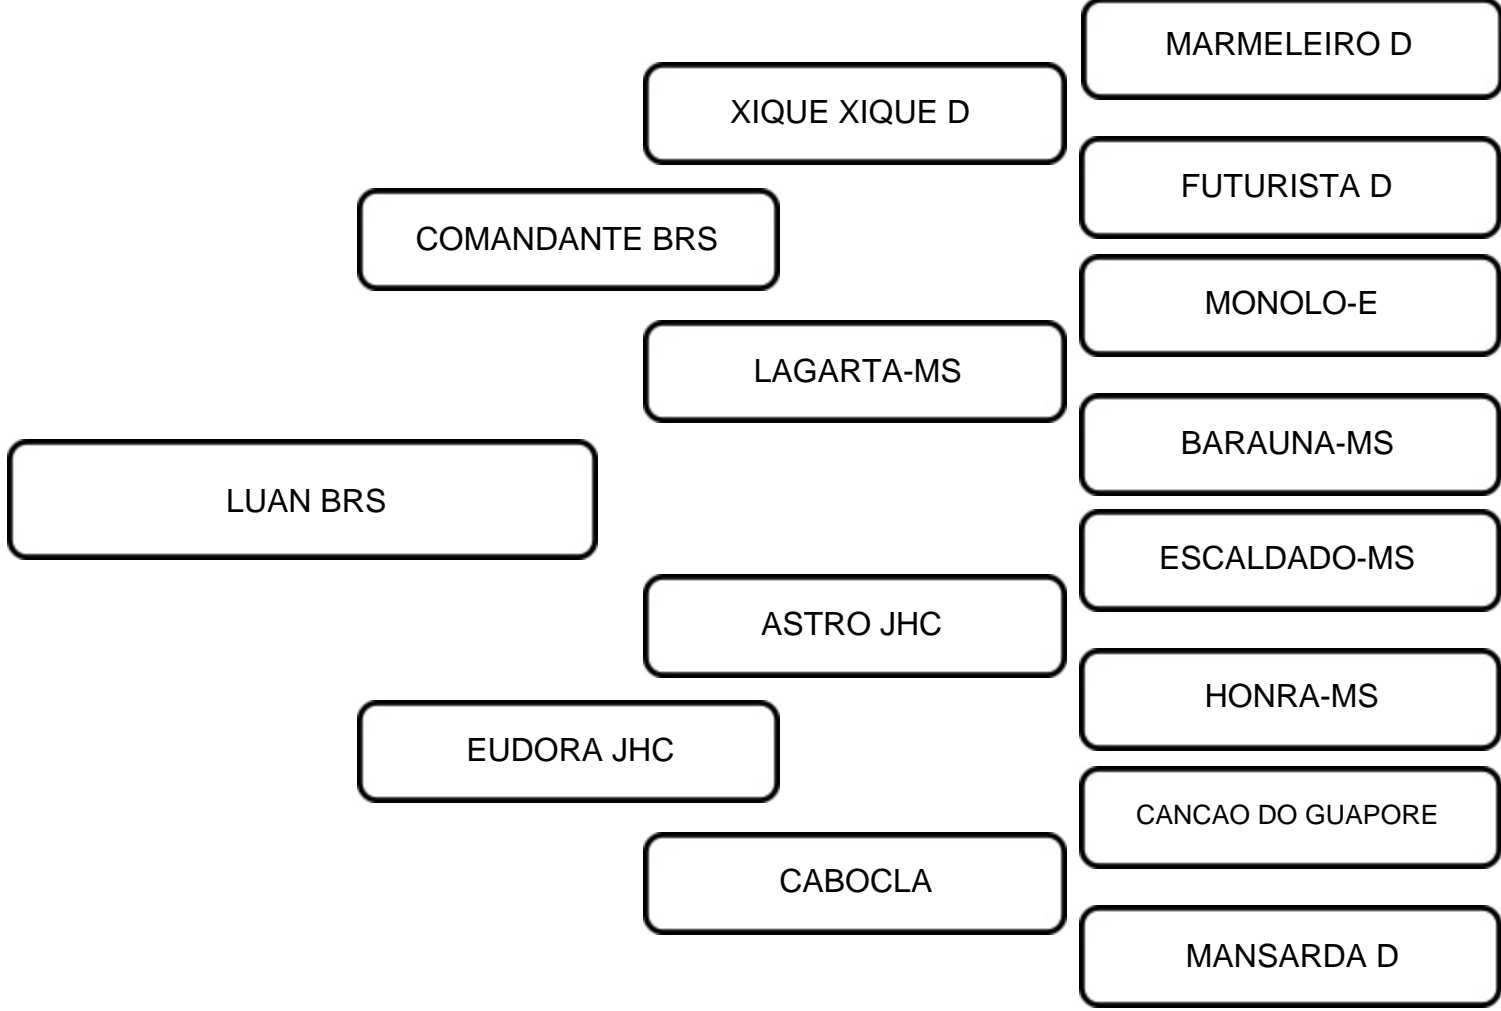 MARMELEIRO D
XIQUE XIQUE D
FUTURISTA D
COMANDANTE BRS
MONOLO-E
LAGARTA-MS
BARAUNA-MS
LUAN BRS
ESCALDADO-MS
ASTRO JHC
HONRA-MS
EUDORA JHC
CANCAO DO GUAPORE
CABOCLA
MANSARDA D